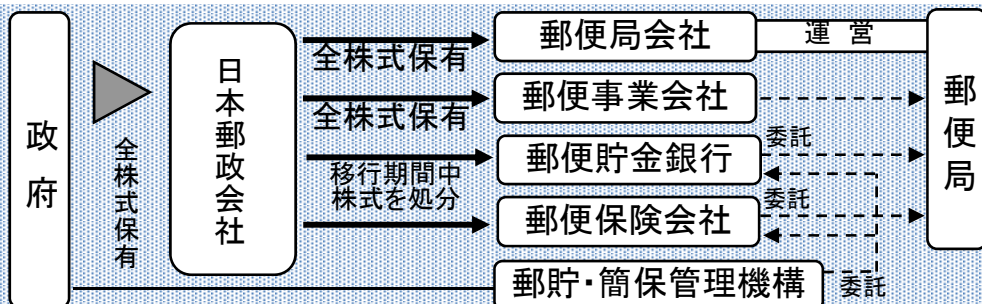 政府
全株式保有
日本郵政会社
全株式保有
全株式保有
移行期間中
株式を処分
郵便局会社
運営
郵便事業会社
委託
郵便貯金銀行
委託
郵便保険会社
郵貯・簡保管理機構
委託
郵便局